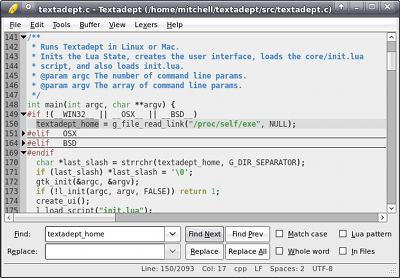 textadept.c - Textadept (/home/mitchell/textadept/src/textadept.c)
File Edit Tools Buffer View Lexers Help
141 /**
142 * Runs Textadept in Linux or Mac.
143 * Inits the Lua State, creates the user interface, loads the core/init.lua
144 * script, and also loads init.lua.
145 * @param argc The number of command line params.
146 * @param argv The array of command line params.
147 */
148 int main(int argc, char **argv) {
149 #if !(__WIN32__ || __OSX__ || __BSD__)
150 textadept_home = g_file_read_link("/proc/self/exe", NULL);
151 #elif __OSX__
164 #elif __BSD__
169 #endif
170 char *last_slash = strrchr(textadept_home, G_DIR_SEPARATOR);
171 if (last_slash) *last_slash = '\0';
172 gtk_init(&argc, &argv);
173 if (!l_init(argc, argv, FALSE)) return 1;
174 create_ui();
175 l_load_script("init.lua");
Find: textadept_home Find Next Find Prev Match case Lua pattern
Replace: Replace Replace All Whole word In Files
Line: 150/2093 Col: 17 cpp LF Spaces: 2 UTF-8